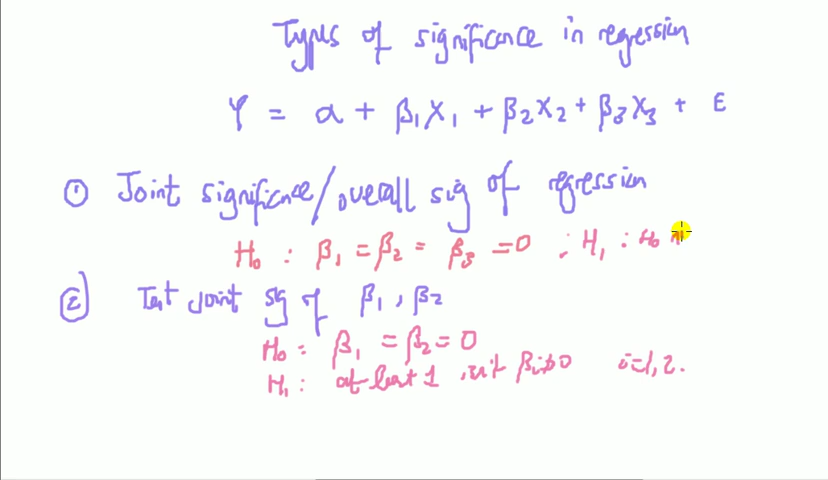 Types of significance in regression
Y = α + β₁X₁ + β₂X₂ + β₃X₃ + ε
① Joint significance/overall sig of regression
H₀ : β₁ = β₂ = β₃ = 0 ; H₁ : H₀ n
② Test Joint sig of β₁, β₂
H₀ : β₁ = β₂ = 0
H₁ : at least 1 βᵢ ≠ 0 i=1, 2.